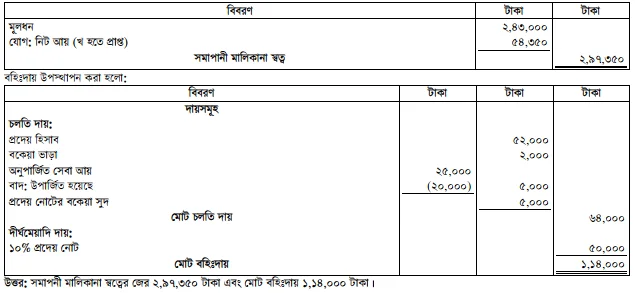 বিবরণ টাকা টাকা
মূলধন ২,৪৩,০০০
যোগ: নিট আয় (খ হতে প্রাপ্ত) ৫৪,৩৫০
সমাপানী মালিকানা স্বত্ব ২,৯৭,৩৫০
বহিঃদায় উপস্থাপন করা হলো:
বিবরণ টাকা টাকা টাকা
দায়সমূহ
চলতি দায়:
প্রদেয় হিসাব ৫২,০০০
বকেয়া ভাড়া ২,০০০
অনুপার্জিত সেবা আয় ২৫,০০০
বাদ: উপার্জিত হয়েছে (২০,০০০) ৫,০০০
প্রদেয় নোটের বকেয়া সুদ ৫,০০০
মোট চলতি দায় ৬৪,০০০
দীর্ঘমেয়াদি দায়:
১০% প্রদেয় নোট ৫০,০০০
মোট বহিঃদায় ১,১৪,০০০
উত্তর: সমাপনী মালিকানা স্বত্বের জের ২,৯৭,৩৫০ টাকা এবং মোট বহিঃদায় ১,১৪,০০০ টাকা।